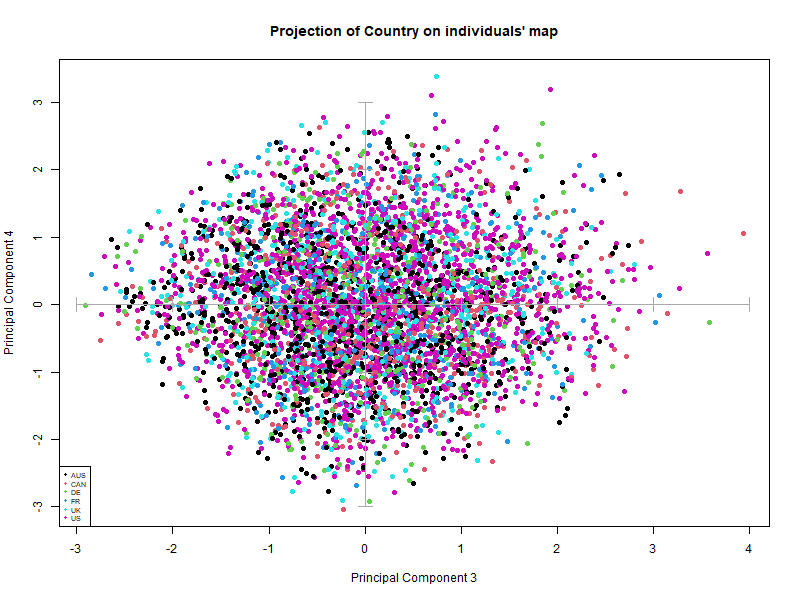 Projection of Country on individuals' map
Principal Component 4
3
2
1
0
-1
-2
-3
AUS
CAN
DE
FR
UK
US
-3
-2
-1
0
1
2
3
4
Principal Component 3